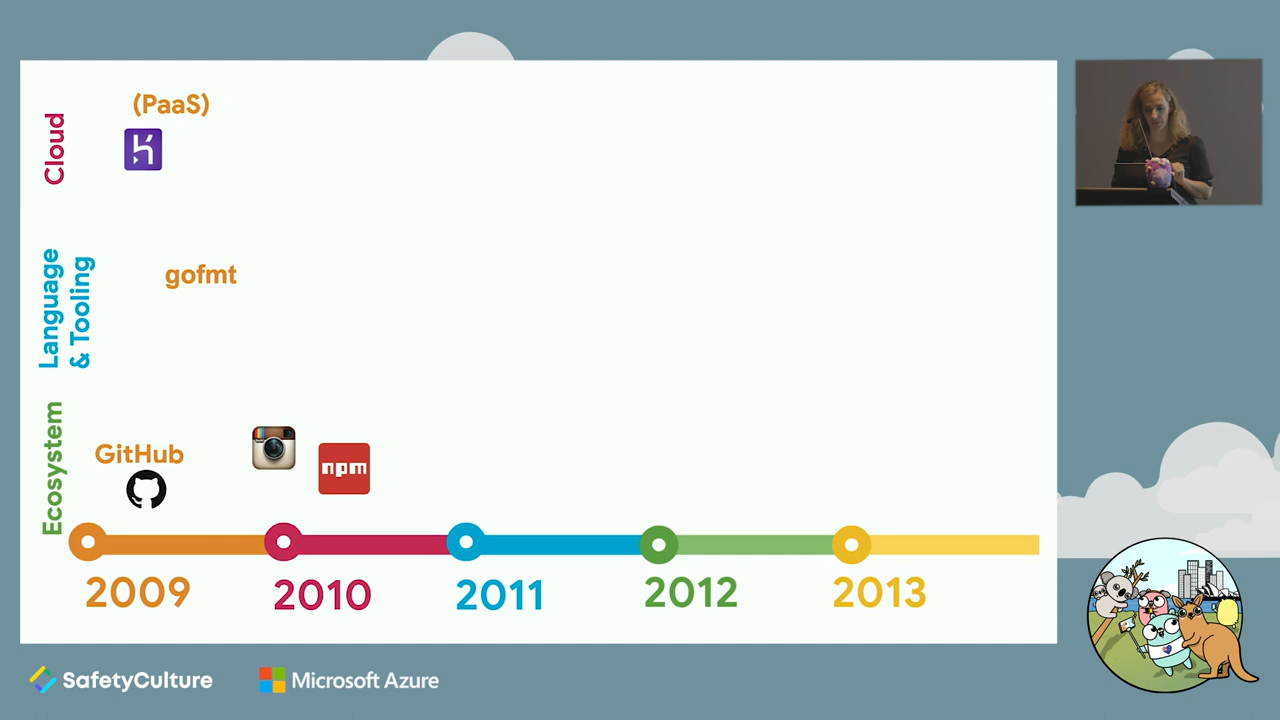 Cloud
(PaaS)
Language
& Tooling
gofmt
Ecosystem
GitHub
npm
2009
2010
2011
2012
2013
SafetyCulture
Microsoft Azure